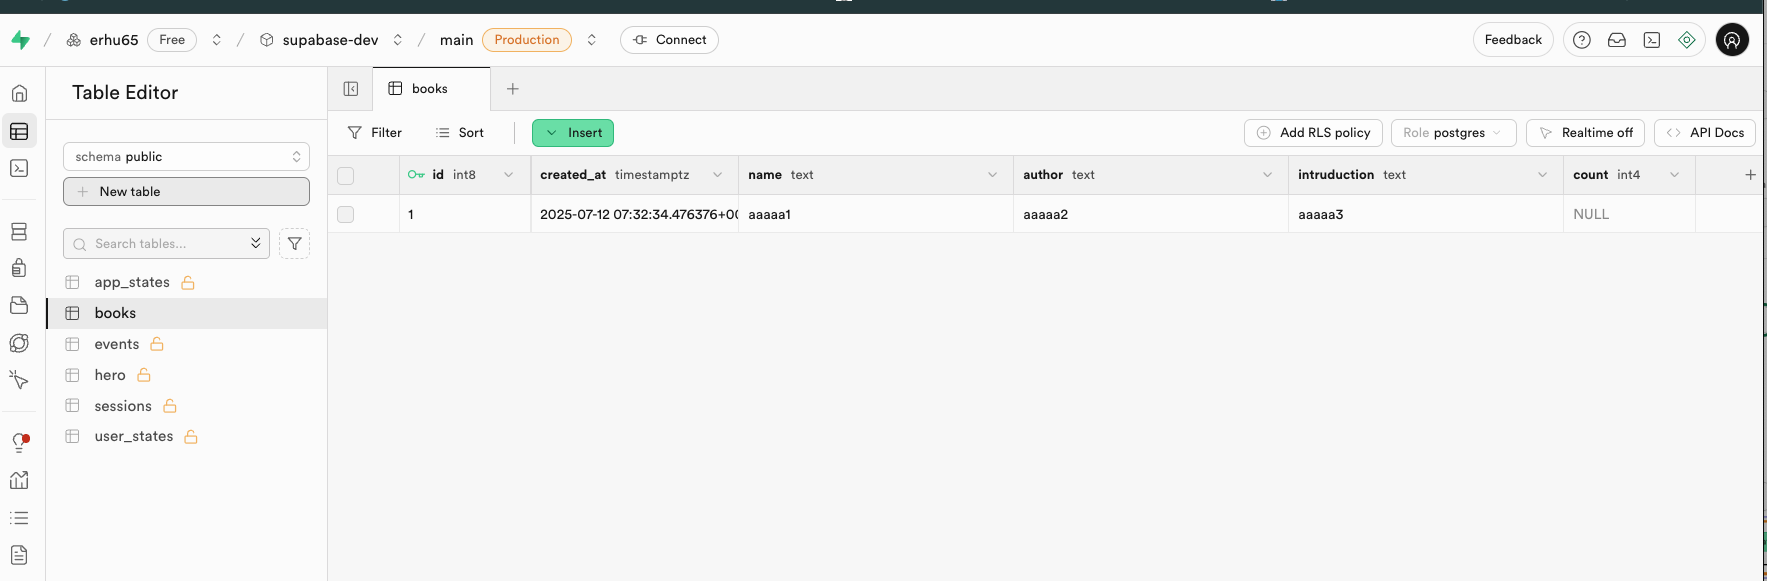 erhu65 Free supabase-dev main Production Connect Feedback
Table Editor
books
Filter Sort Insert Add RLS policy Role postgres Realtime off API Docs
schema public
New table
Search tables...
app_states
books
events
hero
sessions
user_states
id int8 created_at timestamptz name text author text intruduction text count int4
1 2025-07-12 07:32:34.476376+00 aaaaa1 aaaaa2 aaaaa3 NULL